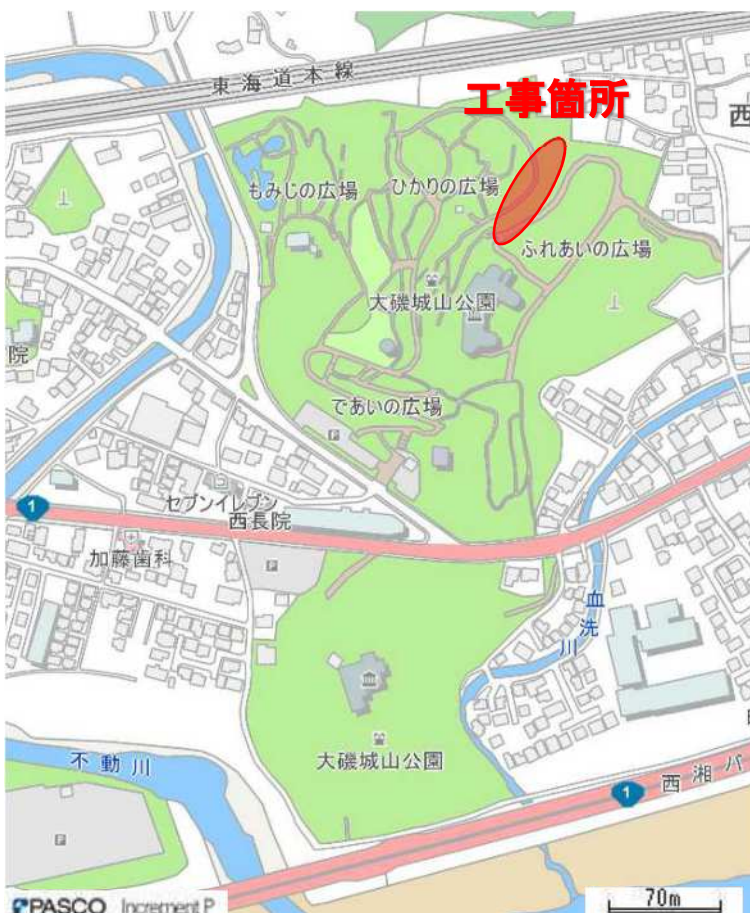 東海道本線
工事箇所
西
もみじの広場
ひかりの広場
ふれあいの広場
大磯城山公園
院
であいの広場
P
セブンイレブン
1
西長院
加藤歯科
P
血洗川
不動川
大磯城山公園
西湘バ
1
P
PASCO Increment P
70m